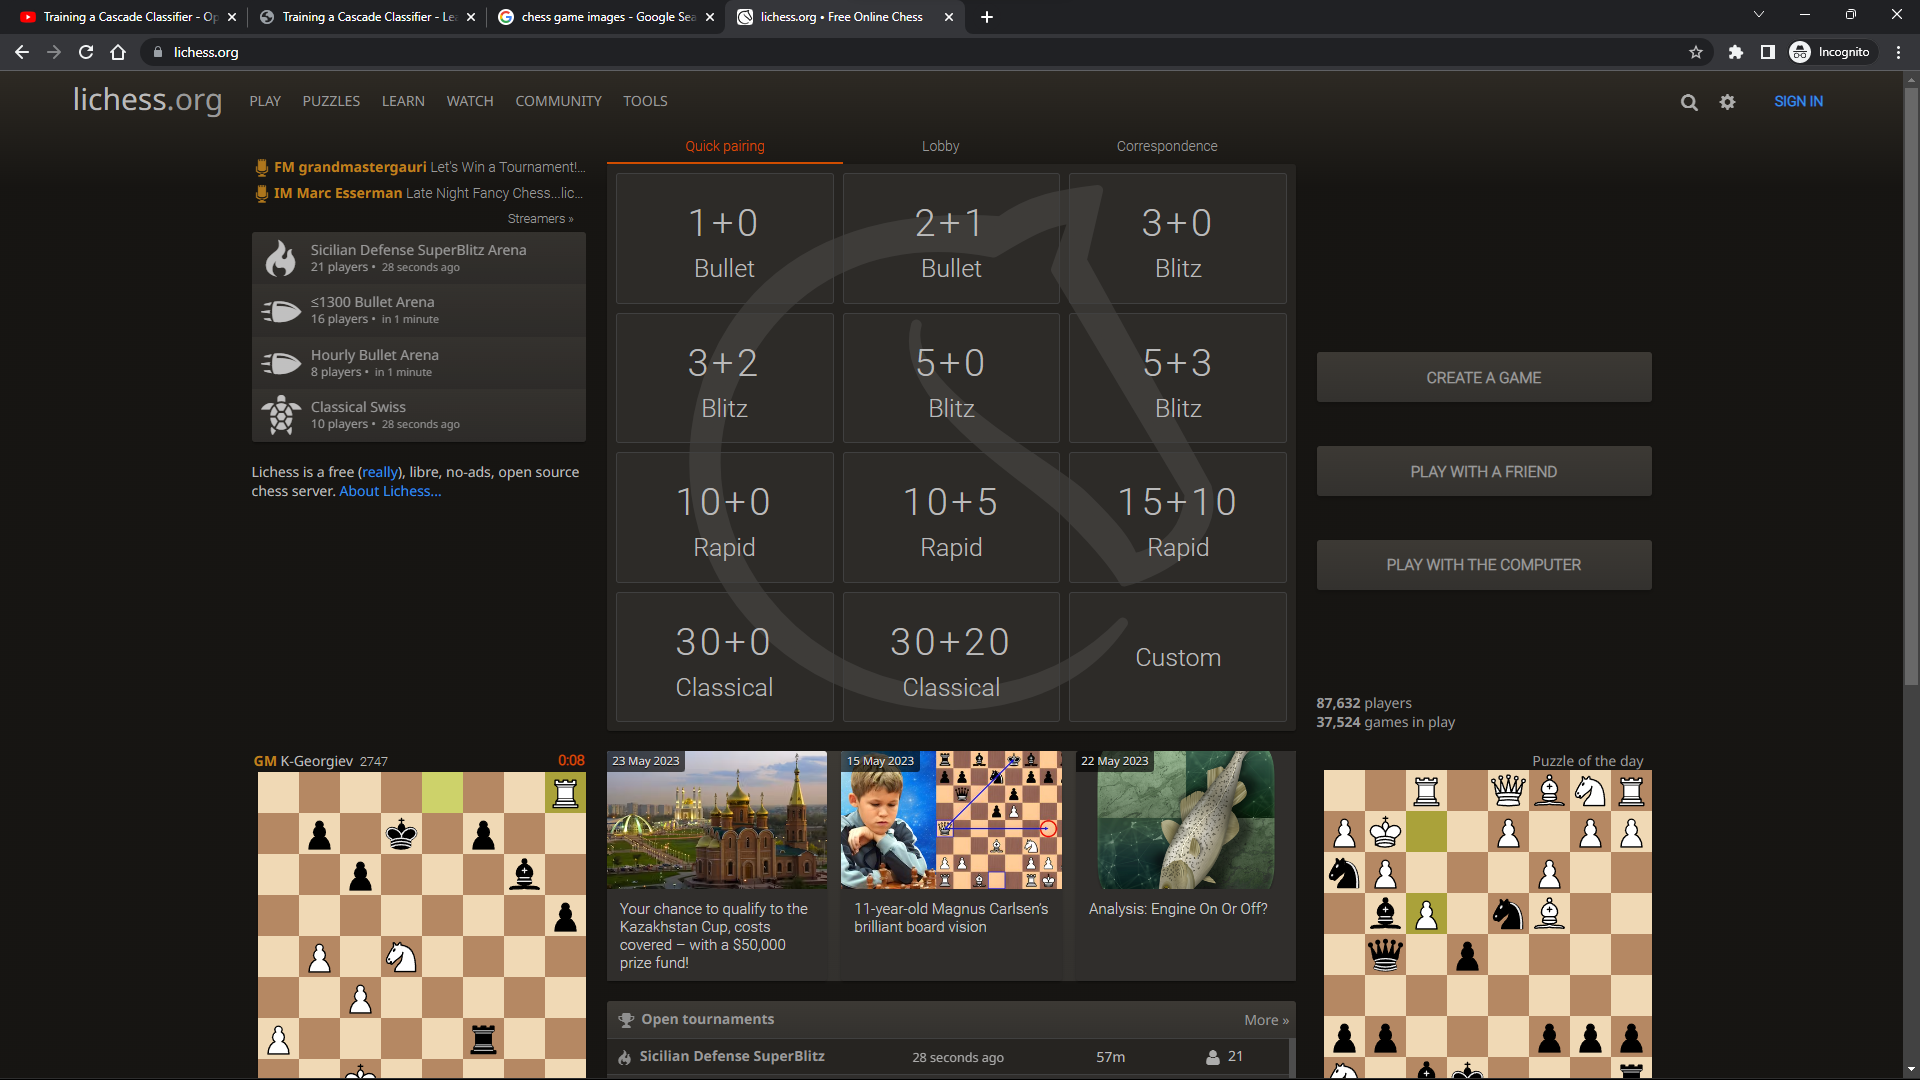 Training a Cascade Classifier - Op
Training a Cascade Classifier - Lea
chess game images - Google Sea
lichess.org • Free Online Chess
lichess.org
Incognito
lichess.org
PLAY
PUZZLES
LEARN
WATCH
COMMUNITY
TOOLS
SIGN IN
FM grandmastergauri Let's Win a Tournament!...
IM Marc Esserman Late Night Fancy Chess...lic...
Streamers »
Sicilian Defense SuperBlitz Arena
21 players • 28 seconds ago
≤1300 Bullet Arena
16 players • in 1 minute
Hourly Bullet Arena
8 players • in 1 minute
Classical Swiss
10 players • 28 seconds ago
Lichess is a free (really), libre, no-ads, open source
chess server. About Lichess...
Quick pairing
Lobby
Correspondence
1+0
Bullet
2+1
Bullet
3+0
Blitz
3+2
Blitz
5+0
Blitz
5+3
Blitz
10+0
Rapid
10+5
Rapid
15+10
Rapid
30+0
Classical
30+20
Classical
Custom
CREATE A GAME
PLAY WITH A FRIEND
PLAY WITH THE COMPUTER
87,632 players
37,524 games in play
GM K-Georgiev 2747
0:08
23 May 2023
Your chance to qualify to the
Kazakhstan Cup, costs
covered – with a $50,000
prize fund!
15 May 2023
11-year-old Magnus Carlsen's
brilliant board vision
22 May 2023
Analysis: Engine On Or Off?
Puzzle of the day
Open tournaments
More »
Sicilian Defense SuperBlitz
28 seconds ago
57m
21